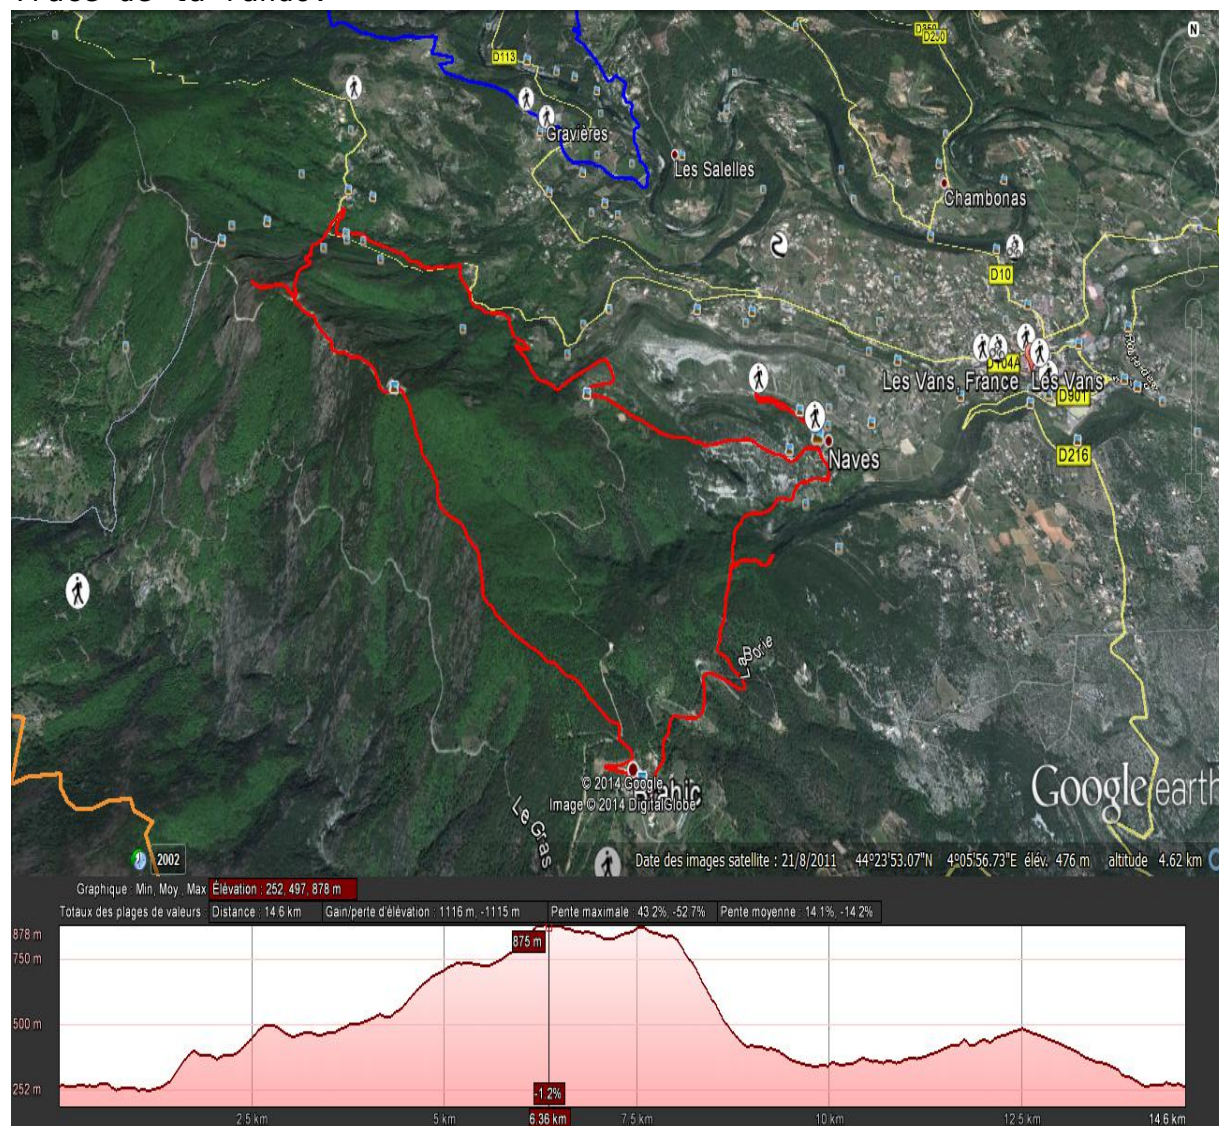 D113
D350
D250
N
Gravières
Les Salelles
Chambonas
D10
D104A
Les Vans, France
Les Vans
D901
D216
Naves
La Borie
© 2014 Google
Image © 2014 DigitalGlobe
Brahic
Le Gras
Google earth
2002
Date des images satellite : 21/8/2011 44°23'53.07"N 4°05'56.73"E élév. 476 m altitude 4.62 km
Graphique : Min, Moy, Max Élévation : 252, 497, 878 m
Totaux des plages de valeurs : Distance : 14.6 km Gain/perte d'élévation : 1116 m, -1115 m Pente maximale : 43.2%, -52.7% Pente moyenne : 14.1%, -14.2%
878 m
875 m
750 m
500 m
252 m
-1.2%
2.5 km 5 km 6.36 km 7.5 km 10 km 12.5 km 14.6 km